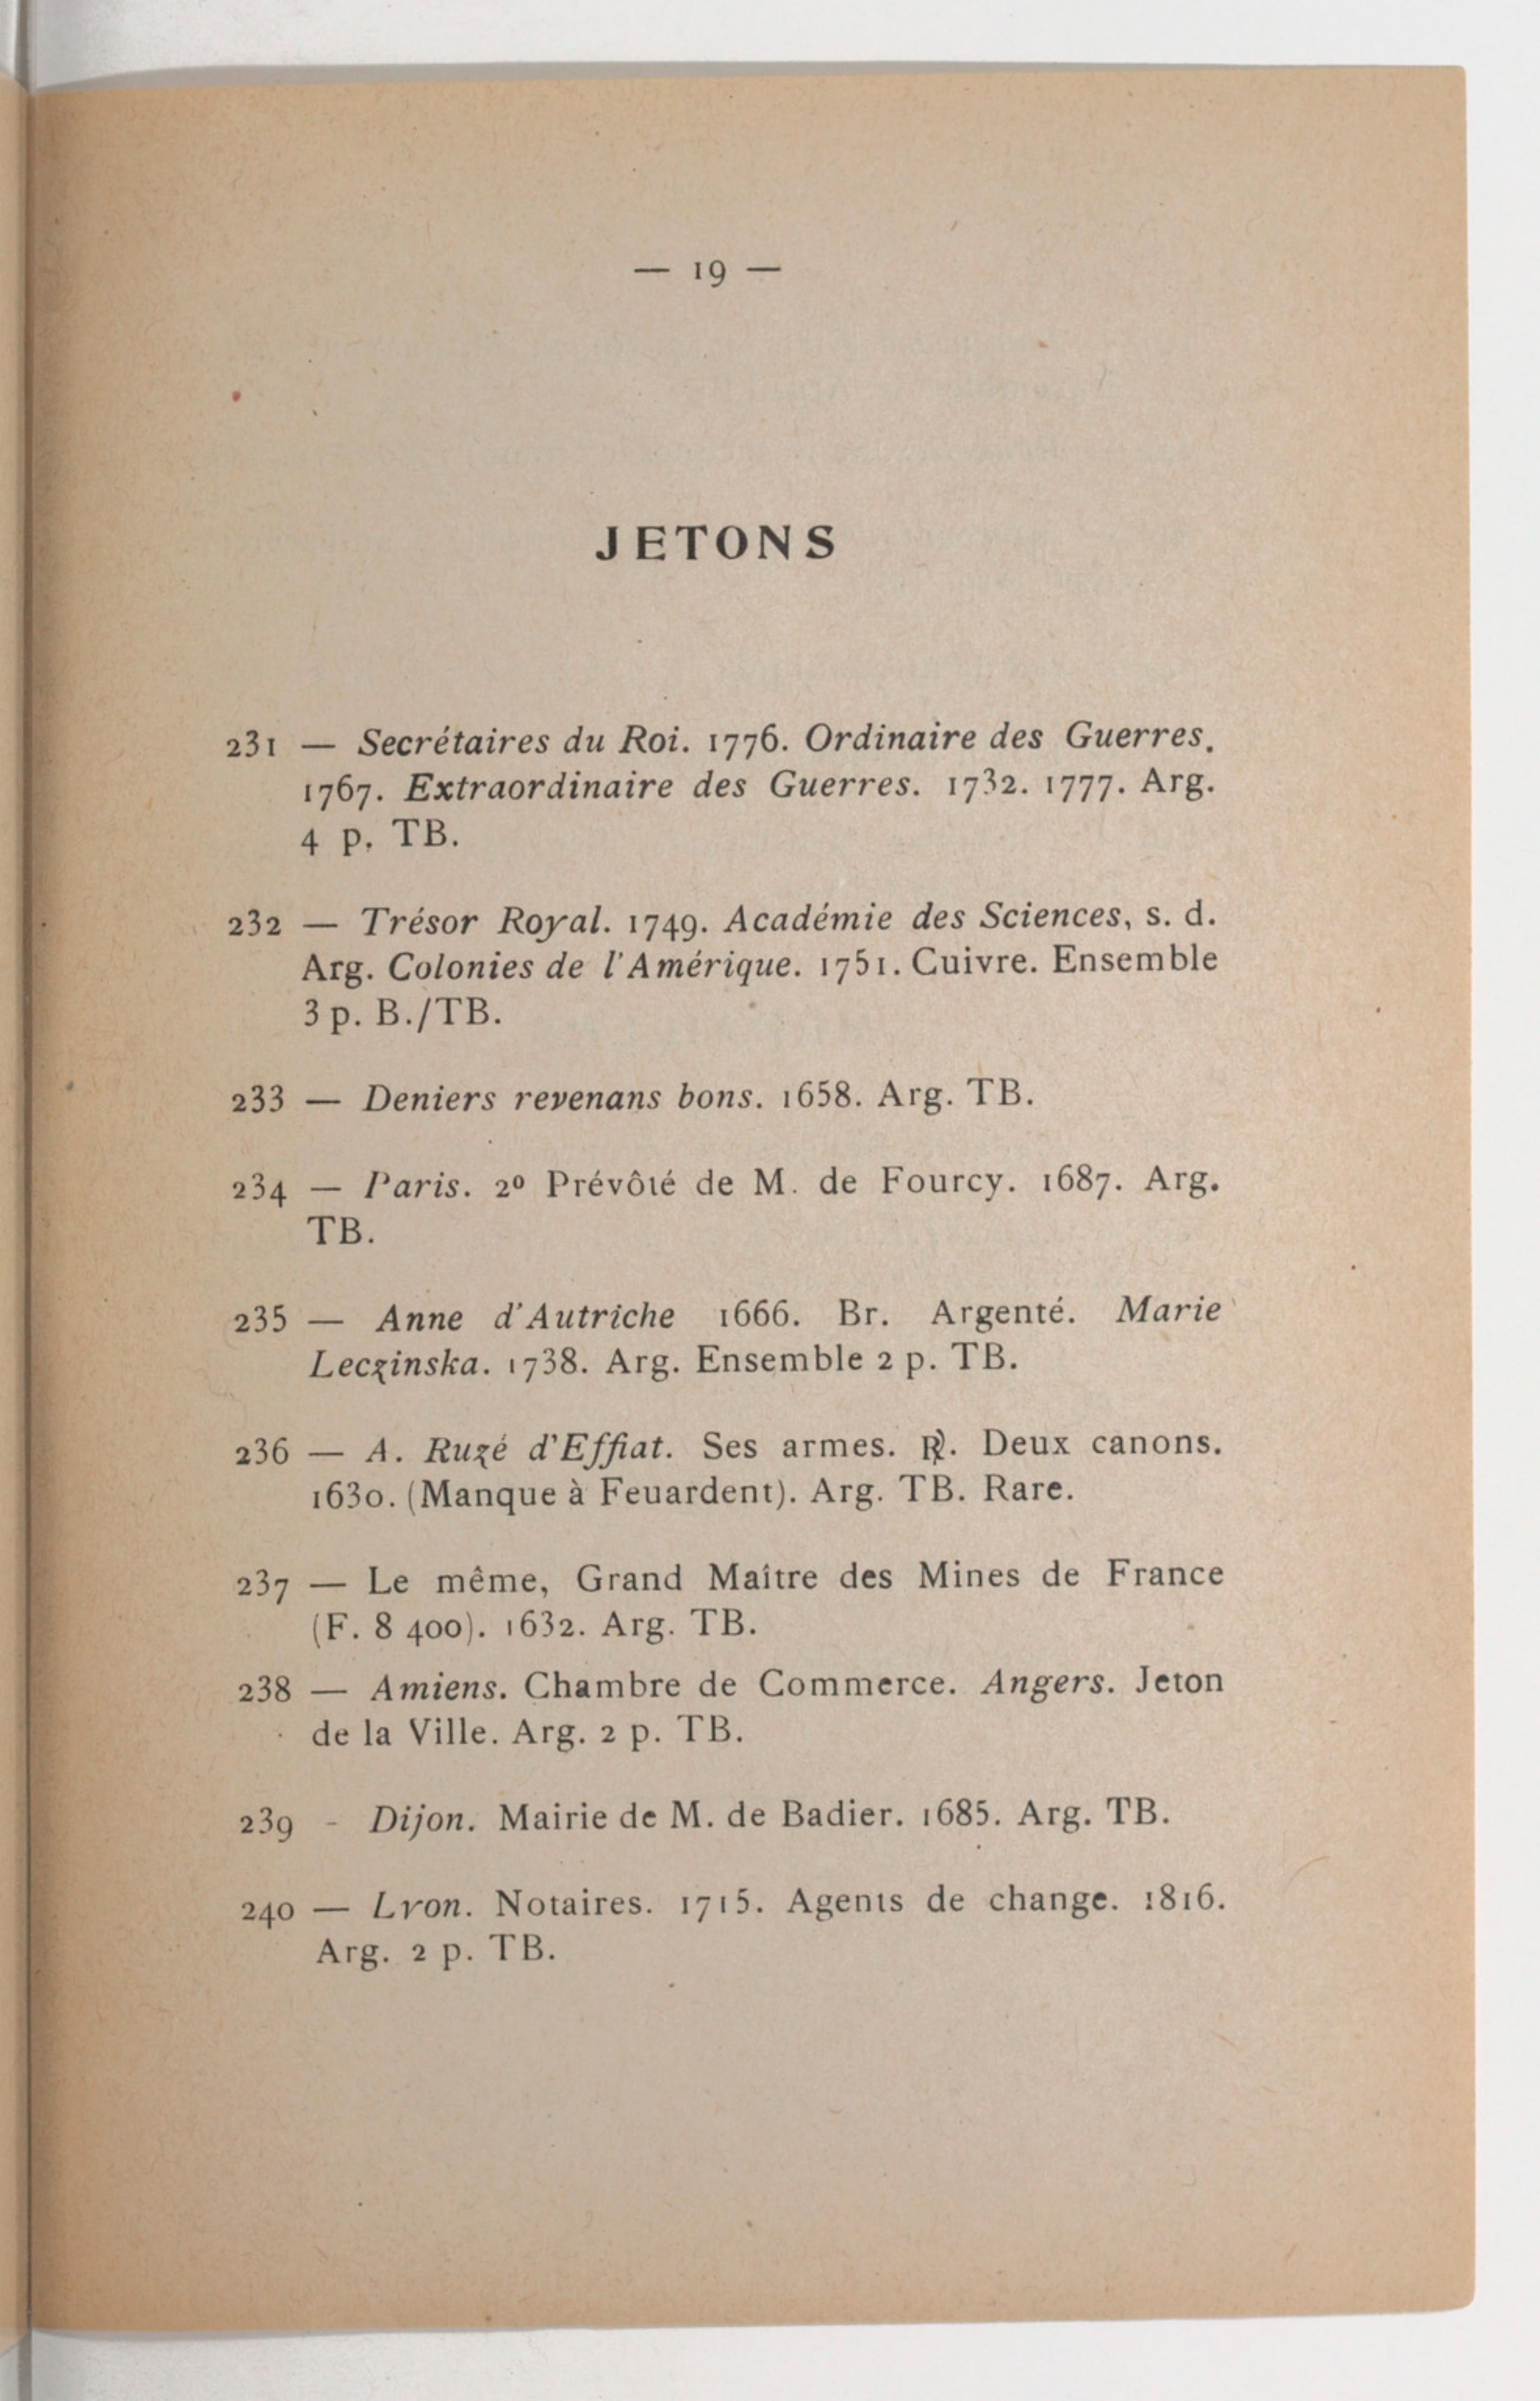 — 19 —
JETONS
231 — Secrétaires du Roi. 1776. Ordinaire des Guerres.
1767. Extraordinaire des Guerres. 1732. 1777. Arg.
4 p. TB.
232 — Trésor Royal. 1749. Académie des Sciences, s. d.
Arg. Colonies de l'Amérique. 1751. Cuivre. Ensemble
3 p. B./TB.
233 — Deniers revenans bons. 1658. Arg. TB.
234 — Paris. 2º Prévôté de M. de Fourcy. 1687. Arg.
TB.
235 — Anne d'Autriche 1666. Br. Argenté. Marie
Leczinska. 1738. Arg. Ensemble 2 p. TB.
236 — A. Ruzé d'Effiat. Ses armes. ℟. Deux canons.
1630. (Manque à Feuardent). Arg. TB. Rare.
237 — Le même, Grand Maître des Mines de France
(F. 8 400). 1632. Arg. TB.
238 — Amiens. Chambre de Commerce. Angers. Jeton
de la Ville. Arg. 2 p. TB.
239 - Dijon. Mairie de M. de Badier. 1685. Arg. TB.
240 — Lyon. Notaires. 1715. Agents de change. 1816.
Arg. 2 p. TB.